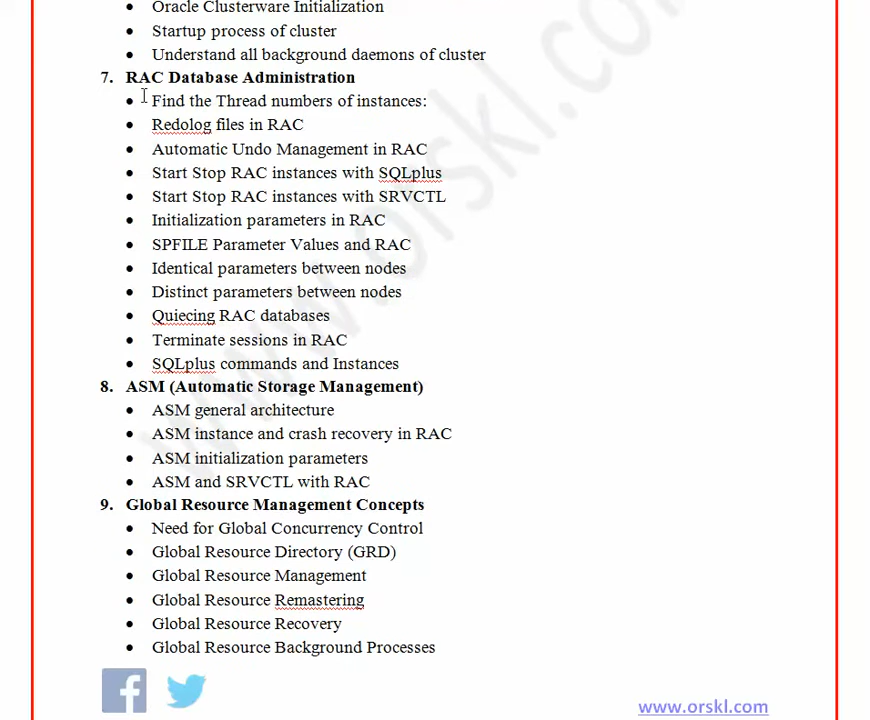 • Oracle Clusterware Initialization
• Startup process of cluster
• Understand all background daemons of cluster
7. RAC Database Administration
• Find the Thread numbers of instances:
• Redolog files in RAC
• Automatic Undo Management in RAC
• Start Stop RAC instances with SQLplus
• Start Stop RAC instances with SRVCTL
• Initialization parameters in RAC
• SPFILE Parameter Values and RAC
• Identical parameters between nodes
• Distinct parameters between nodes
• Quiecing RAC databases
• Terminate sessions in RAC
• SQLplus commands and Instances
8. ASM (Automatic Storage Management)
• ASM general architecture
• ASM instance and crash recovery in RAC
• ASM initialization parameters
• ASM and SRVCTL with RAC
9. Global Resource Management Concepts
• Need for Global Concurrency Control
• Global Resource Directory (GRD)
• Global Resource Management
• Global Resource Remastering
• Global Resource Recovery
• Global Resource Background Processes
www.orskl.com
www.orskl.com